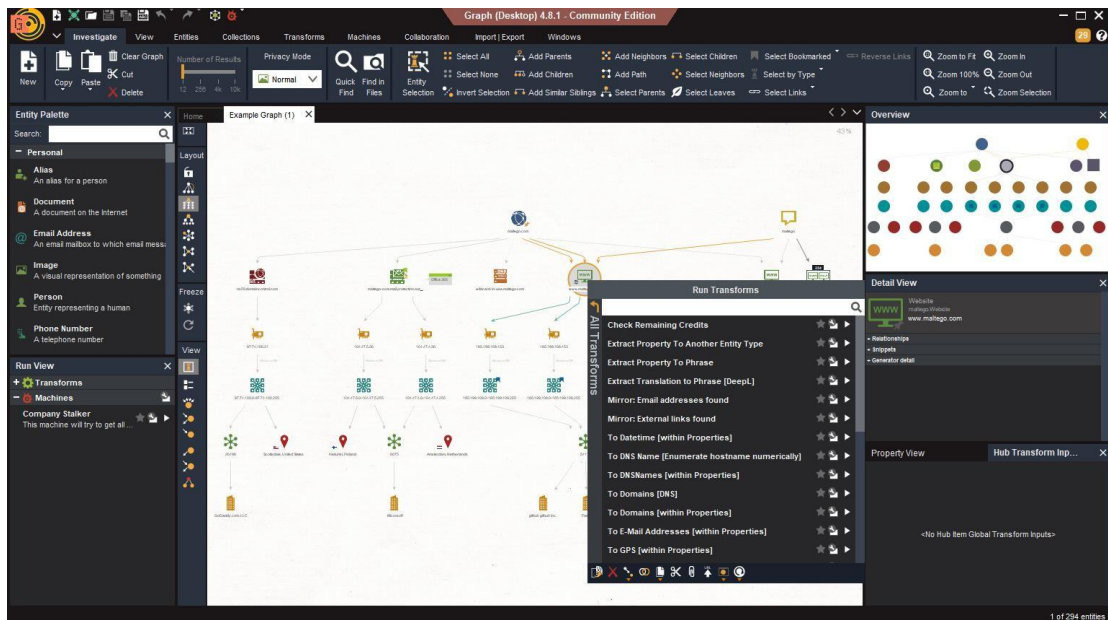 Graph (Desktop) 4.8.1 - Community Edition
Investigate View Entities Collections Transforms Machines Collaboration Import | Export Windows
29
New
Copy
Paste
Clear Graph
Cut
Delete
Number of Results
12 256 4k 10k
Privacy Mode
Normal
Quick Find
Find in Files
Entity Selection
Select All
Select None
Invert Selection
Add Parents
Add Children
Add Similar Siblings
Add Neighbors
Add Path
Select Parents
Select Children
Select Neighbors
Select Leaves
Select Bookmarked
Select by Type
Select Links
Reverse Links
Zoom to Fit
Zoom 100%
Zoom to
Zoom In
Zoom Out
Zoom Selection
Entity Palette
Search:
Personal
Alias
An alias for a person
Document
A document on the Internet
Email Address
An email mailbox to which email messa
Image
A visual representation of something
Person
Entity representing a human
Phone Number
A telephone number
Run View
Transforms
Machines
Company Stalker
This machine will try to get all ...
Home
Example Graph (1)
Layout
Freeze
View
43%
maltego.com
maltego
Office 365
Run Transforms
All Transforms
Check Remaining Credits
Extract Property To Another Entity Type
Extract Property To Phrase
Extract Translation to Phrase [DeepL]
Mirror: Email addresses found
Mirror: External links found
To Datetime [within Properties]
To DNS Name [Enumerate hostname numerically]
To DNSNames [within Properties]
To Domains [DNS]
To Domains [within Properties]
To E-Mail Addresses [within Properties]
To GPS [within Properties]
Overview
Detail View
Website
maltego.Website
www.maltego.com
Relationships
Snippets
Generator detail
Property View
Hub Transform Inp...
<No Hub Item Global Transform Inputs>
1 of 294 entities